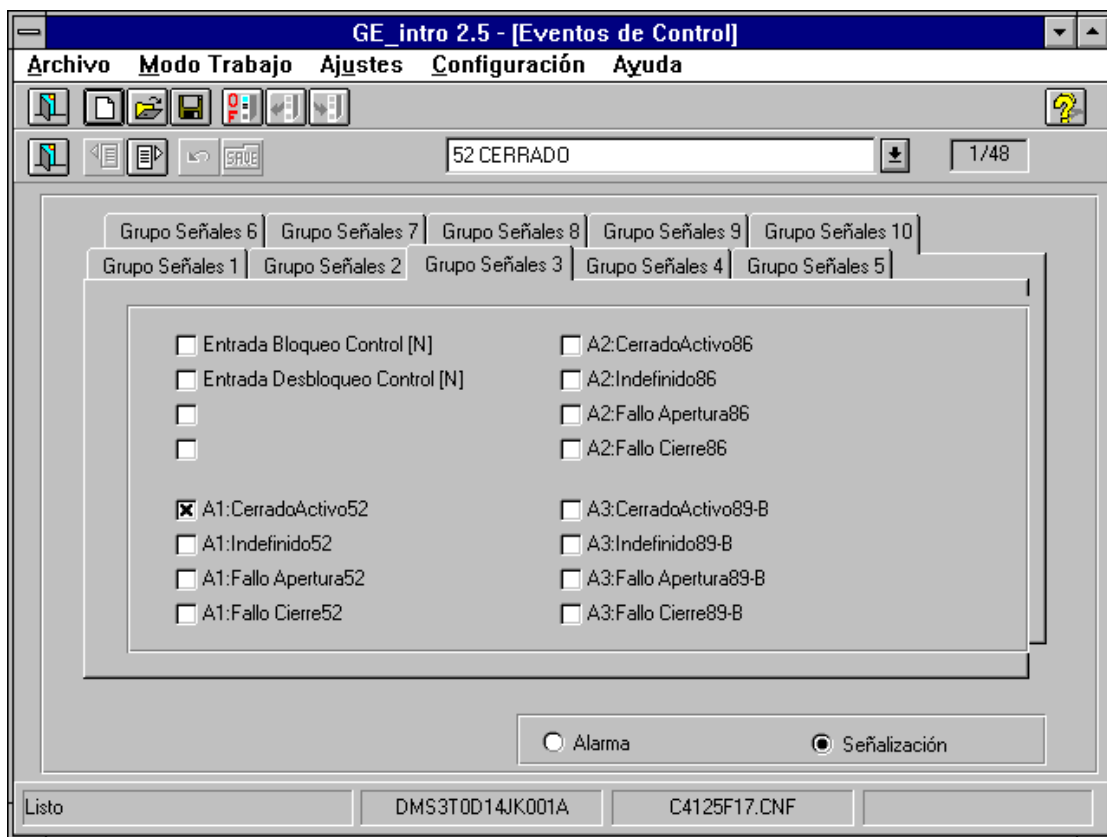 GE_intro 2.5 - [Eventos de Control]
Archivo Modo Trabajo Ajustes Configuración Ayuda
52 CERRADO 1/48
Grupo Señales 6 Grupo Señales 7 Grupo Señales 8 Grupo Señales 9 Grupo Señales 10
Grupo Señales 1 Grupo Señales 2 Grupo Señales 3 Grupo Señales 4 Grupo Señales 5
Entrada Bloqueo Control [N] A2:CerradoActivo86
Entrada Desbloqueo Control [N] A2:Indefinido86
A2:Fallo Apertura86
A2:Fallo Cierre86
A1:CerradoActivo52 A3:CerradoActivo89-B
A1:Indefinido52 A3:Indefinido89-B
A1:Fallo Apertura52 A3:Fallo Apertura89-B
A1:Fallo Cierre52 A3:Fallo Cierre89-B
Alarma Señalización
Listo DMS3T0D14JK001A C4125F17.CNF